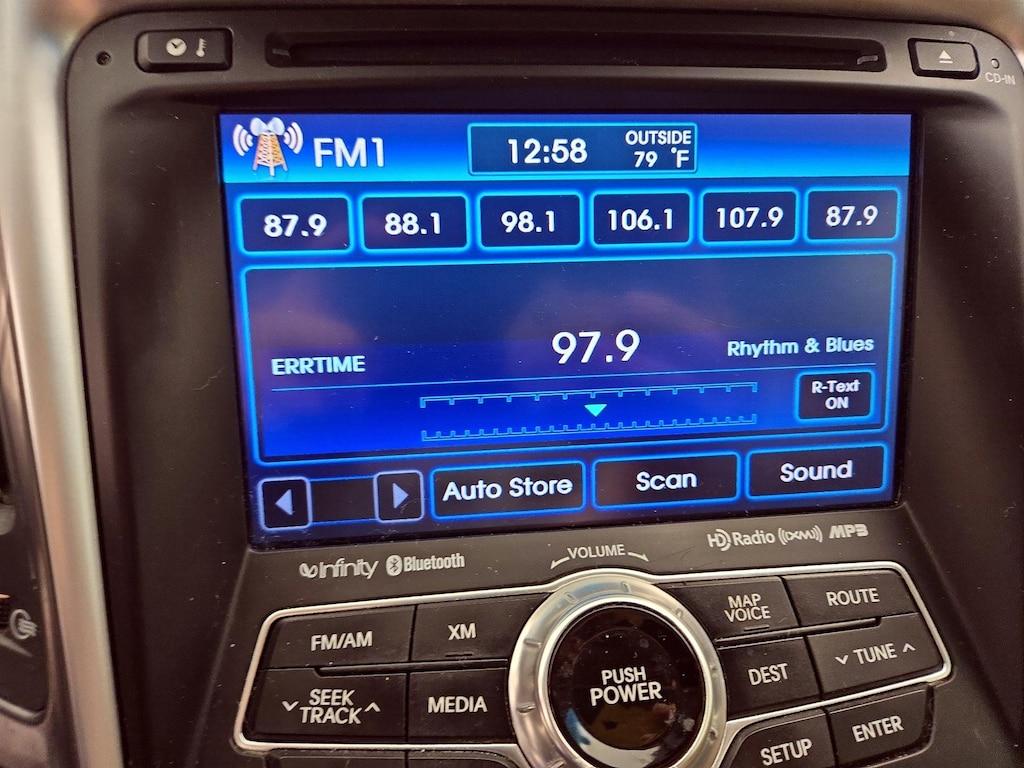 CD-IN
FM1
12:58
OUTSIDE
79 °F
87.9 88.1 98.1 106.1 107.9 87.9
ERRTIME
97.9
Rhythm & Blues
R-Text
ON
Auto Store
Scan
Sound
Infinity
Bluetooth
VOLUME
HD Radio
((XM))
MP3
FM/AM
XM
PUSH
POWER
MAP
VOICE
ROUTE
SEEK
TRACK
MEDIA
DEST
TUNE
SETUP
ENTER